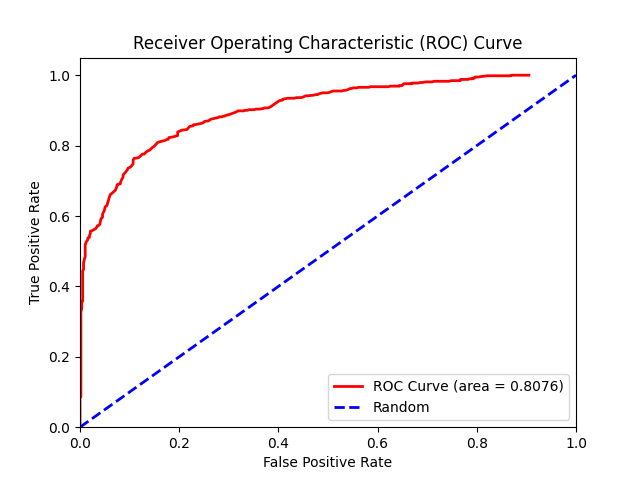 Receiver Operating Characteristic (ROC) Curve
1.0
0.8
0.6
0.4
0.2
0.0
True Positive Rate
0.0 0.2 0.4 0.6 0.8 1.0
False Positive Rate
ROC Curve (area = 0.8076)
Random